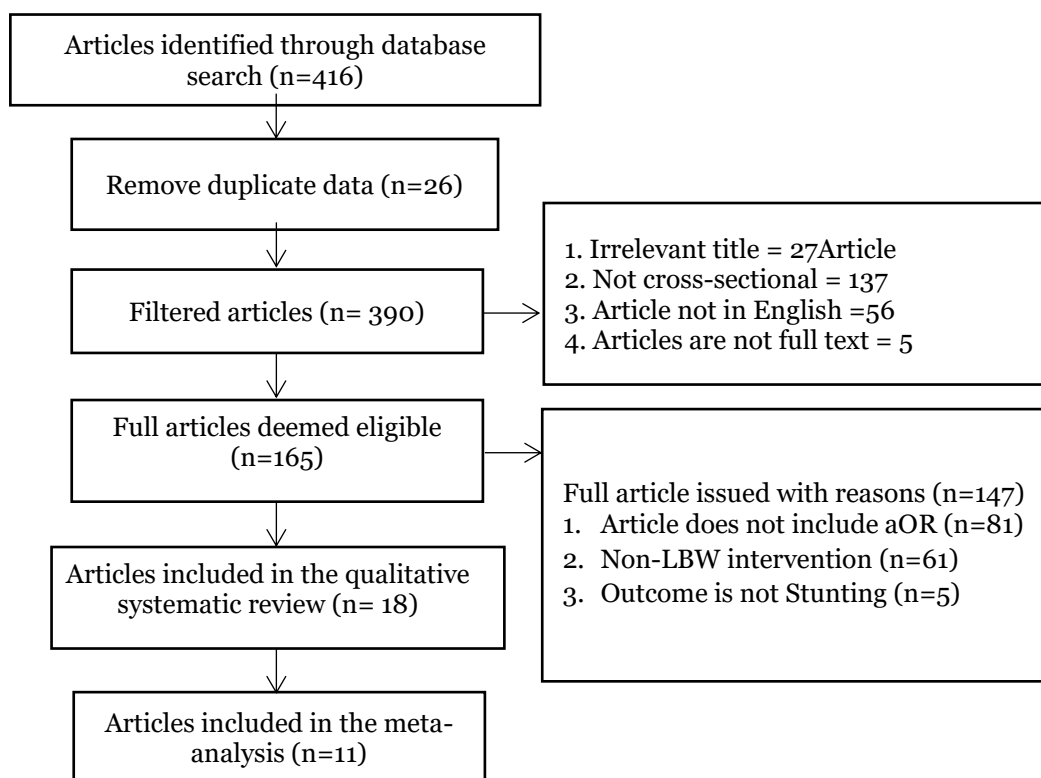 Articles identified through database
search (n=416)
Remove duplicate data (n=26)
Filtered articles (n= 390)
1. Irrelevant title = 27Article
2. Not cross-sectional = 137
3. Article not in English =56
4. Articles are not full text = 5
Full articles deemed eligible
(n=165)
Full article issued with reasons (n=147)
1. Article does not include aOR (n=81)
2. Non-LBW intervention (n=61)
3. Outcome is not Stunting (n=5)
Articles included in the qualitative
systematic review (n= 18)
Articles included in the meta-
analysis (n=11)